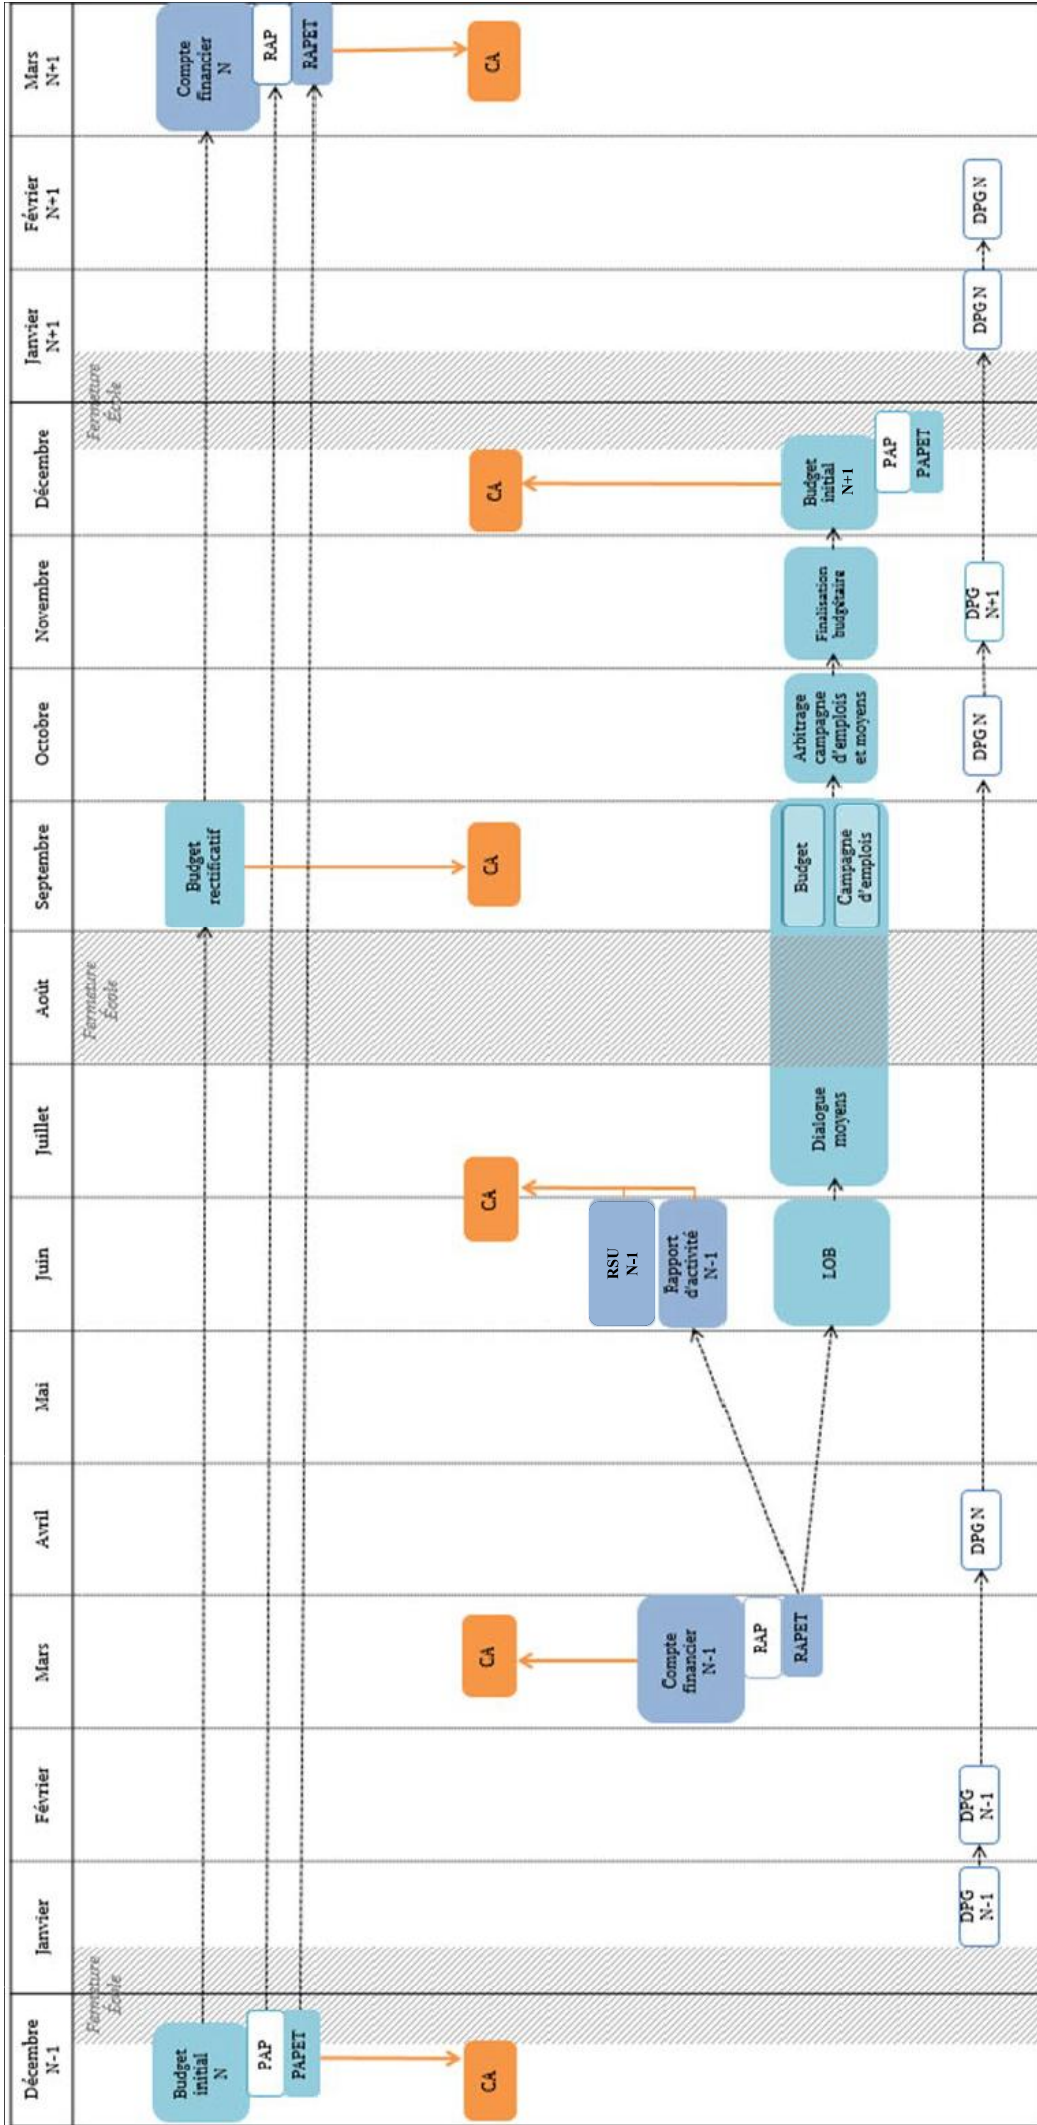 Décembre
N-1
Janvier
Février
Mars
Avril
Mai
Juin
Juillet
Août
Septembre
Octobre
Novembre
Décembre
Janvier
N+1
Février
N+1
Mars
N+1
Fermeture
École
Fermeture
École
Fermeture
École
Budget
initial
N
PAP
PAPET
CA
Budget
rectificatif
CA
Compte
financier
N
RAP
RAPET
CA
Compte
financier
N-1
RAP
RAPET
CA
RSU
N-1
Rapport
d'activité
N-1
CA
LOB
Dialogue
moyens
Budget
Campagne
d'emplois
Arbitrage
campagne
d'emplois
et moyens
Finalisation
budgétaire
Budget
initial
N+1
PAP
PAPET
CA
DPG
N-1
DPG
N-1
DPG N
DPG N
DPG
N+1
DPG N
DPG N